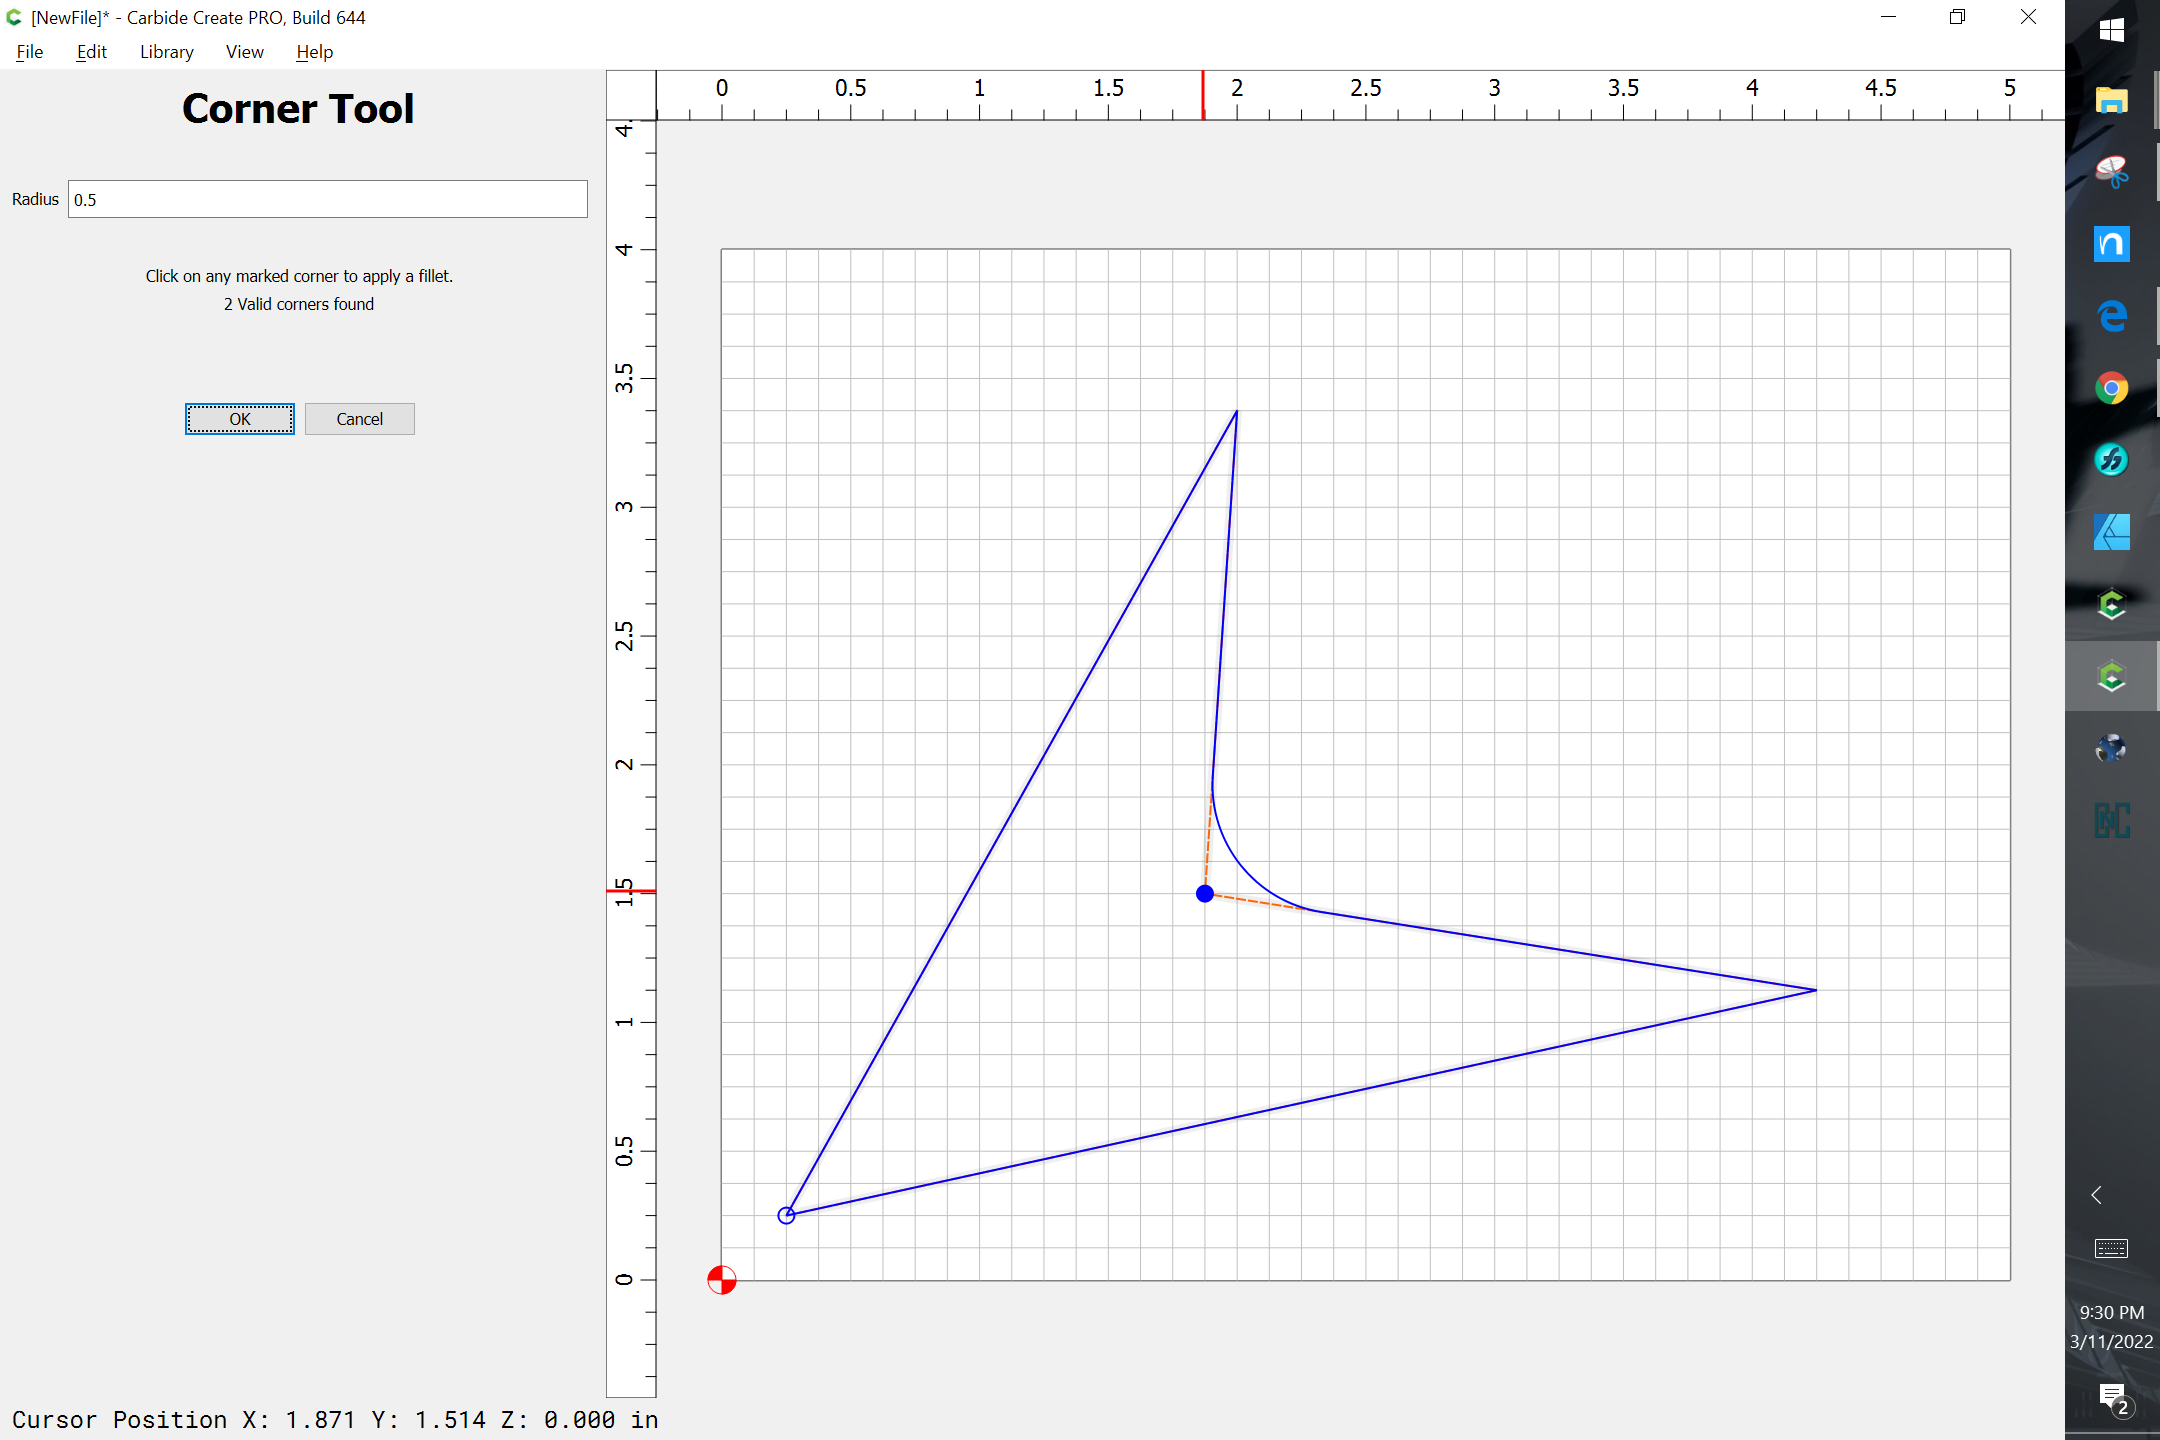 [NewFile]* - Carbide Create PRO, Build 644
File Edit Library View Help
Corner Tool
Radius 0.5
Click on any marked corner to apply a fillet.
2 Valid corners found
OK Cancel
0 0.5 1 1.5 2 2.5 3 3.5 4 4.5 5
4.
4
3.5
3
2.5
2
1.5
1
0.5
0
Cursor Position X: 1.871 Y: 1.514 Z: 0.000 in
9:30 PM
3/11/2022
2